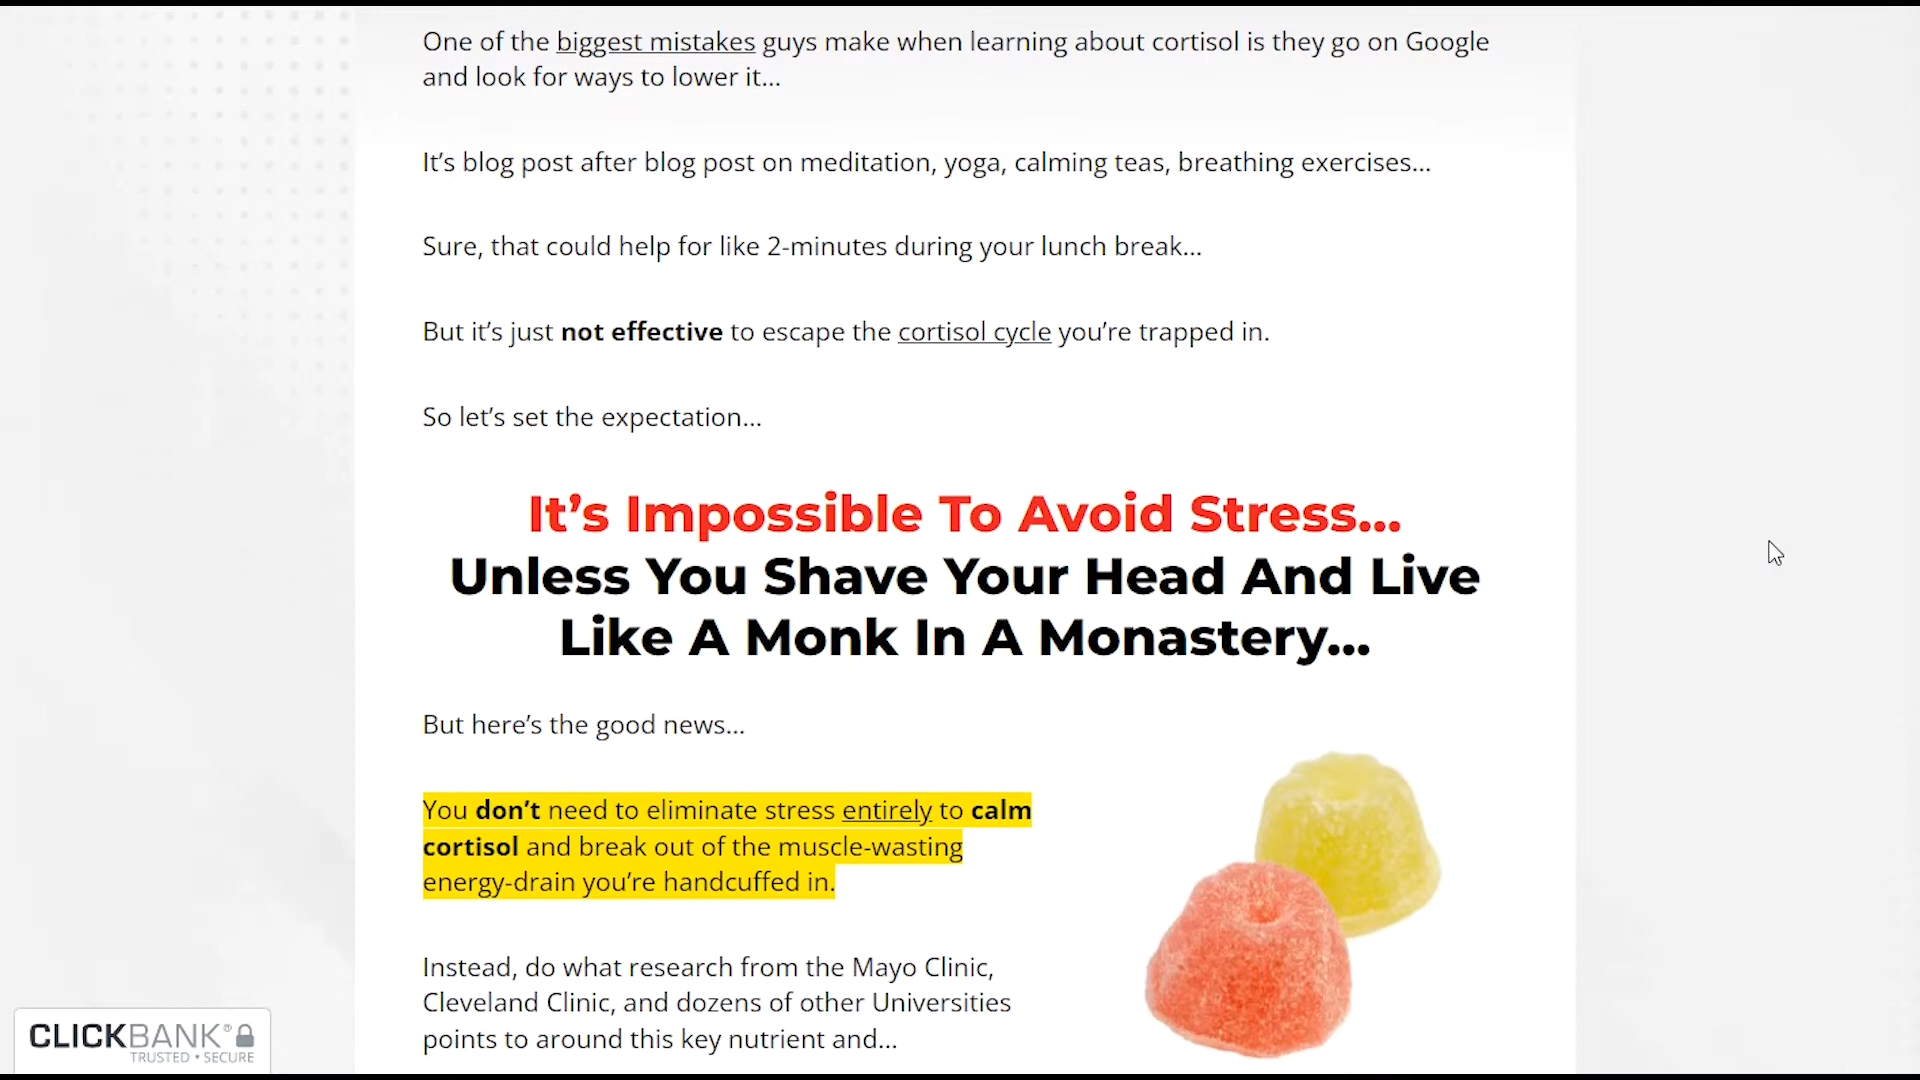 One of the biggest mistakes guys make when learning about cortisol is they go on Google
and look for ways to lower it...
It’s blog post after blog post on meditation, yoga, calming teas, breathing exercises...
Sure, that could help for like 2-minutes during your lunch break...
But it’s just not effective to escape the cortisol cycle you’re trapped in.
So let’s set the expectation...
It’s Impossible To Avoid Stress...
Unless You Shave Your Head And Live
Like A Monk In A Monastery...
But here’s the good news...
You don’t need to eliminate stress entirely to calm
cortisol and break out of the muscle-wasting
energy-drain you’re handcuffed in.
Instead, do what research from the Mayo Clinic,
Cleveland Clinic, and dozens of other Universities
points to around this key nutrient and...
CLICKBANK®
TRUSTED • SECURE